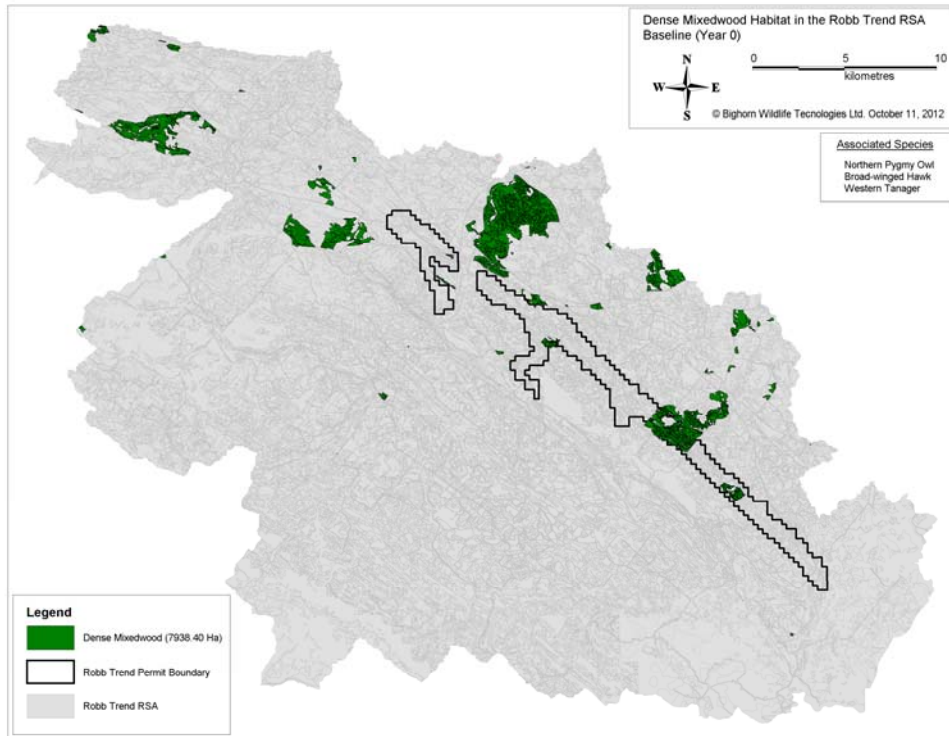 Dense Mixedwood Habitat in the Robb Trend RSA
Baseline (Year 0)
N
W E
S
0 5 10
kilometres
© Bighorn Wildlife Tecnologies Ltd. October 11, 2012
Associated Species
Northern Pygmy Owl
Broad-winged Hawk
Western Tanager
Legend
Dense Mixedwood (7938.40 Ha)
Robb Trend Permit Boundary
Robb Trend RSA